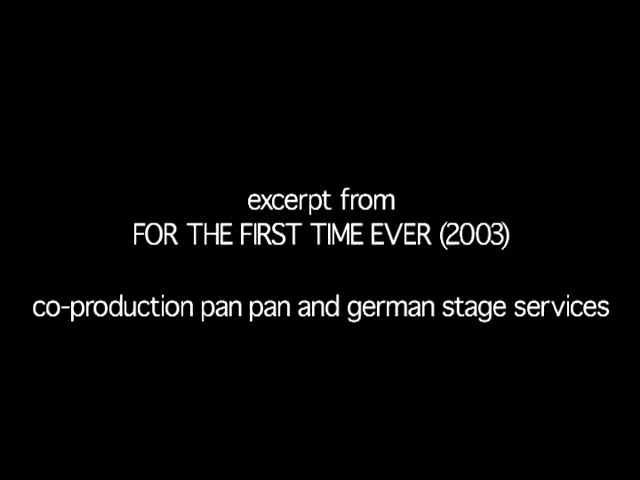 excerpt from
FOR THE FIRST TIME EVER (2003)
co-production pan pan and german stage services